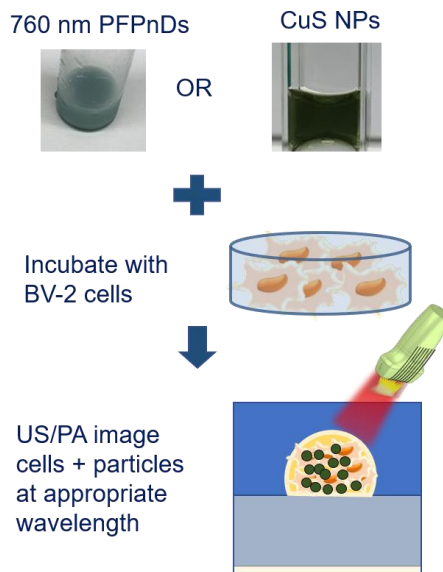 760 nm PFPnDs
CuS NPs
OR
Incubate with
BV-2 cells
US/PA image
cells + particles
at appropriate
wavelength